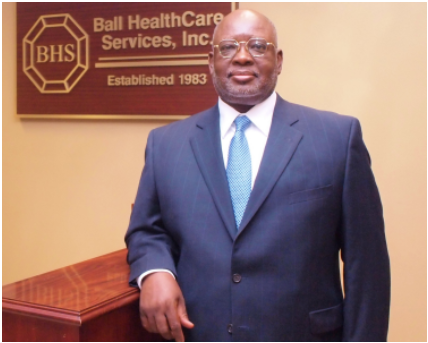 BHS
Ball HealthCare
Services, Inc.
Established 1983